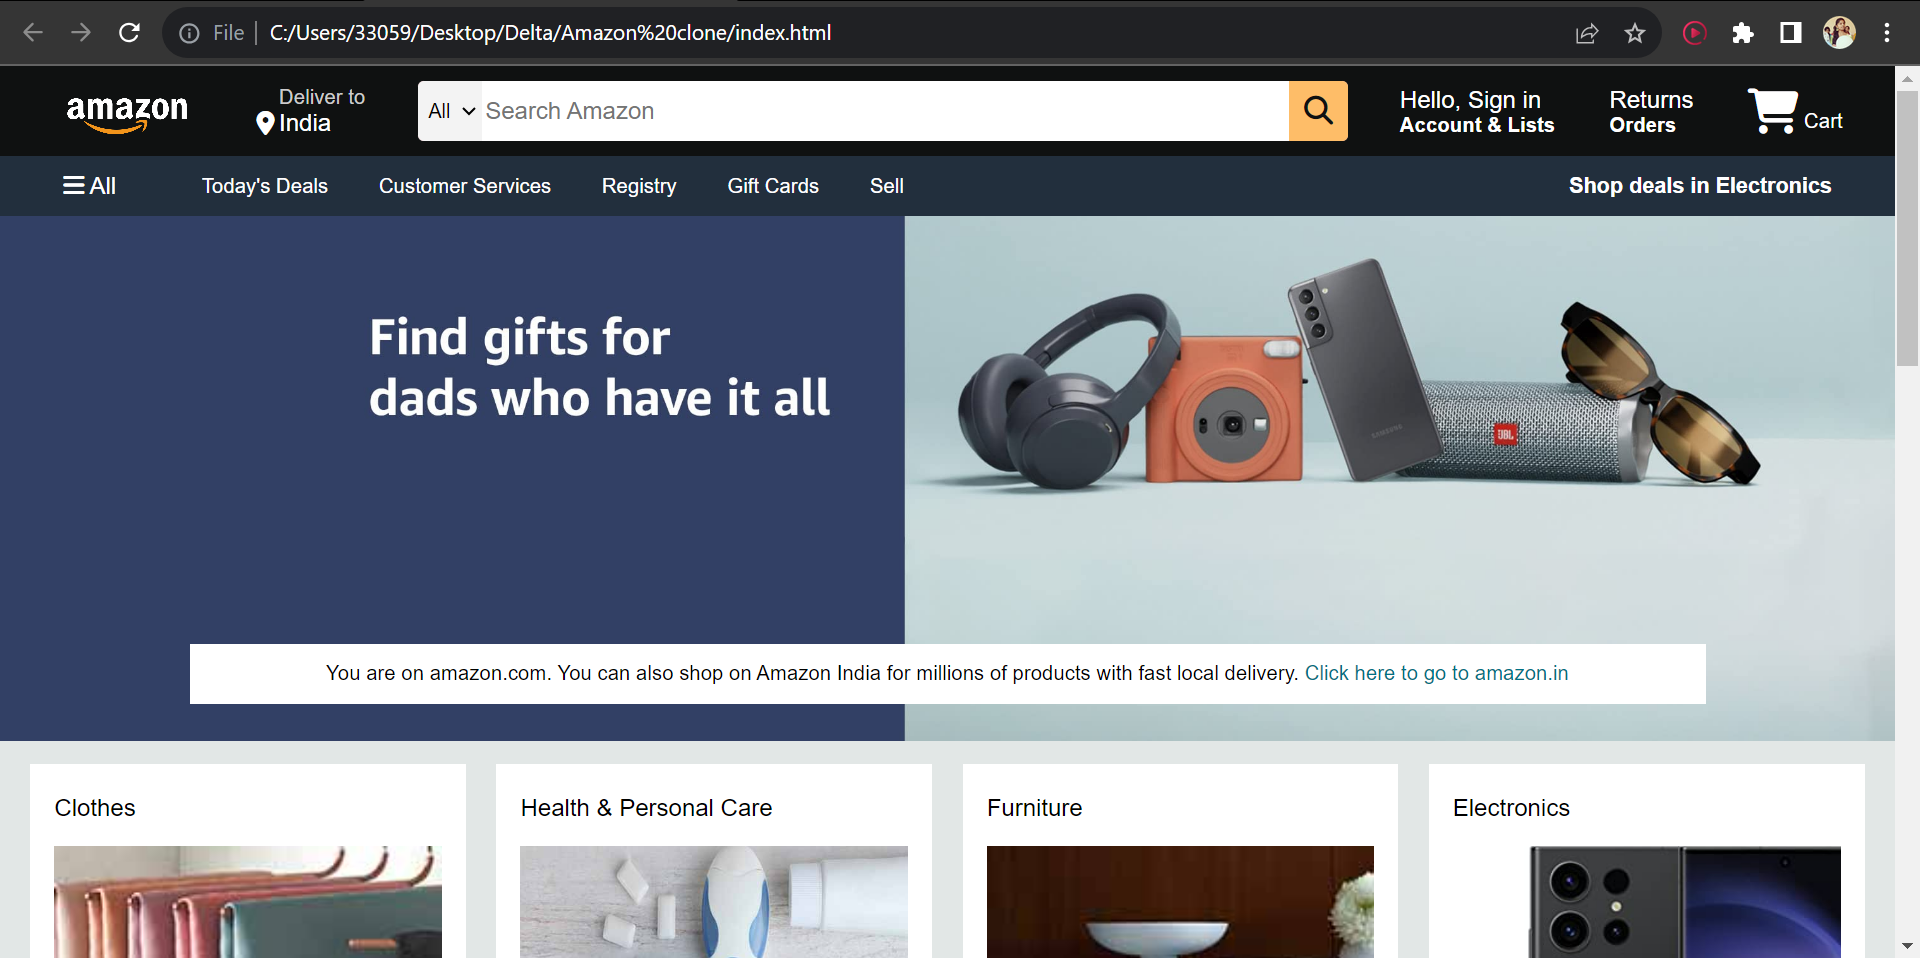 File
C:/Users/33059/Desktop/Delta/Amazon%20clone/index.html
amazon
Deliver to
India
All
Search Amazon
Hello, Sign in
Account & Lists
Returns
Orders
Cart
All
Today's Deals
Customer Services
Registry
Gift Cards
Sell
Shop deals in Electronics
Find gifts for
dads who have it all
SAMSUNG
JBL
You are on amazon.com. You can also shop on Amazon India for millions of products with fast local delivery. Click here to go to amazon.in
Clothes
Health & Personal Care
Furniture
Electronics